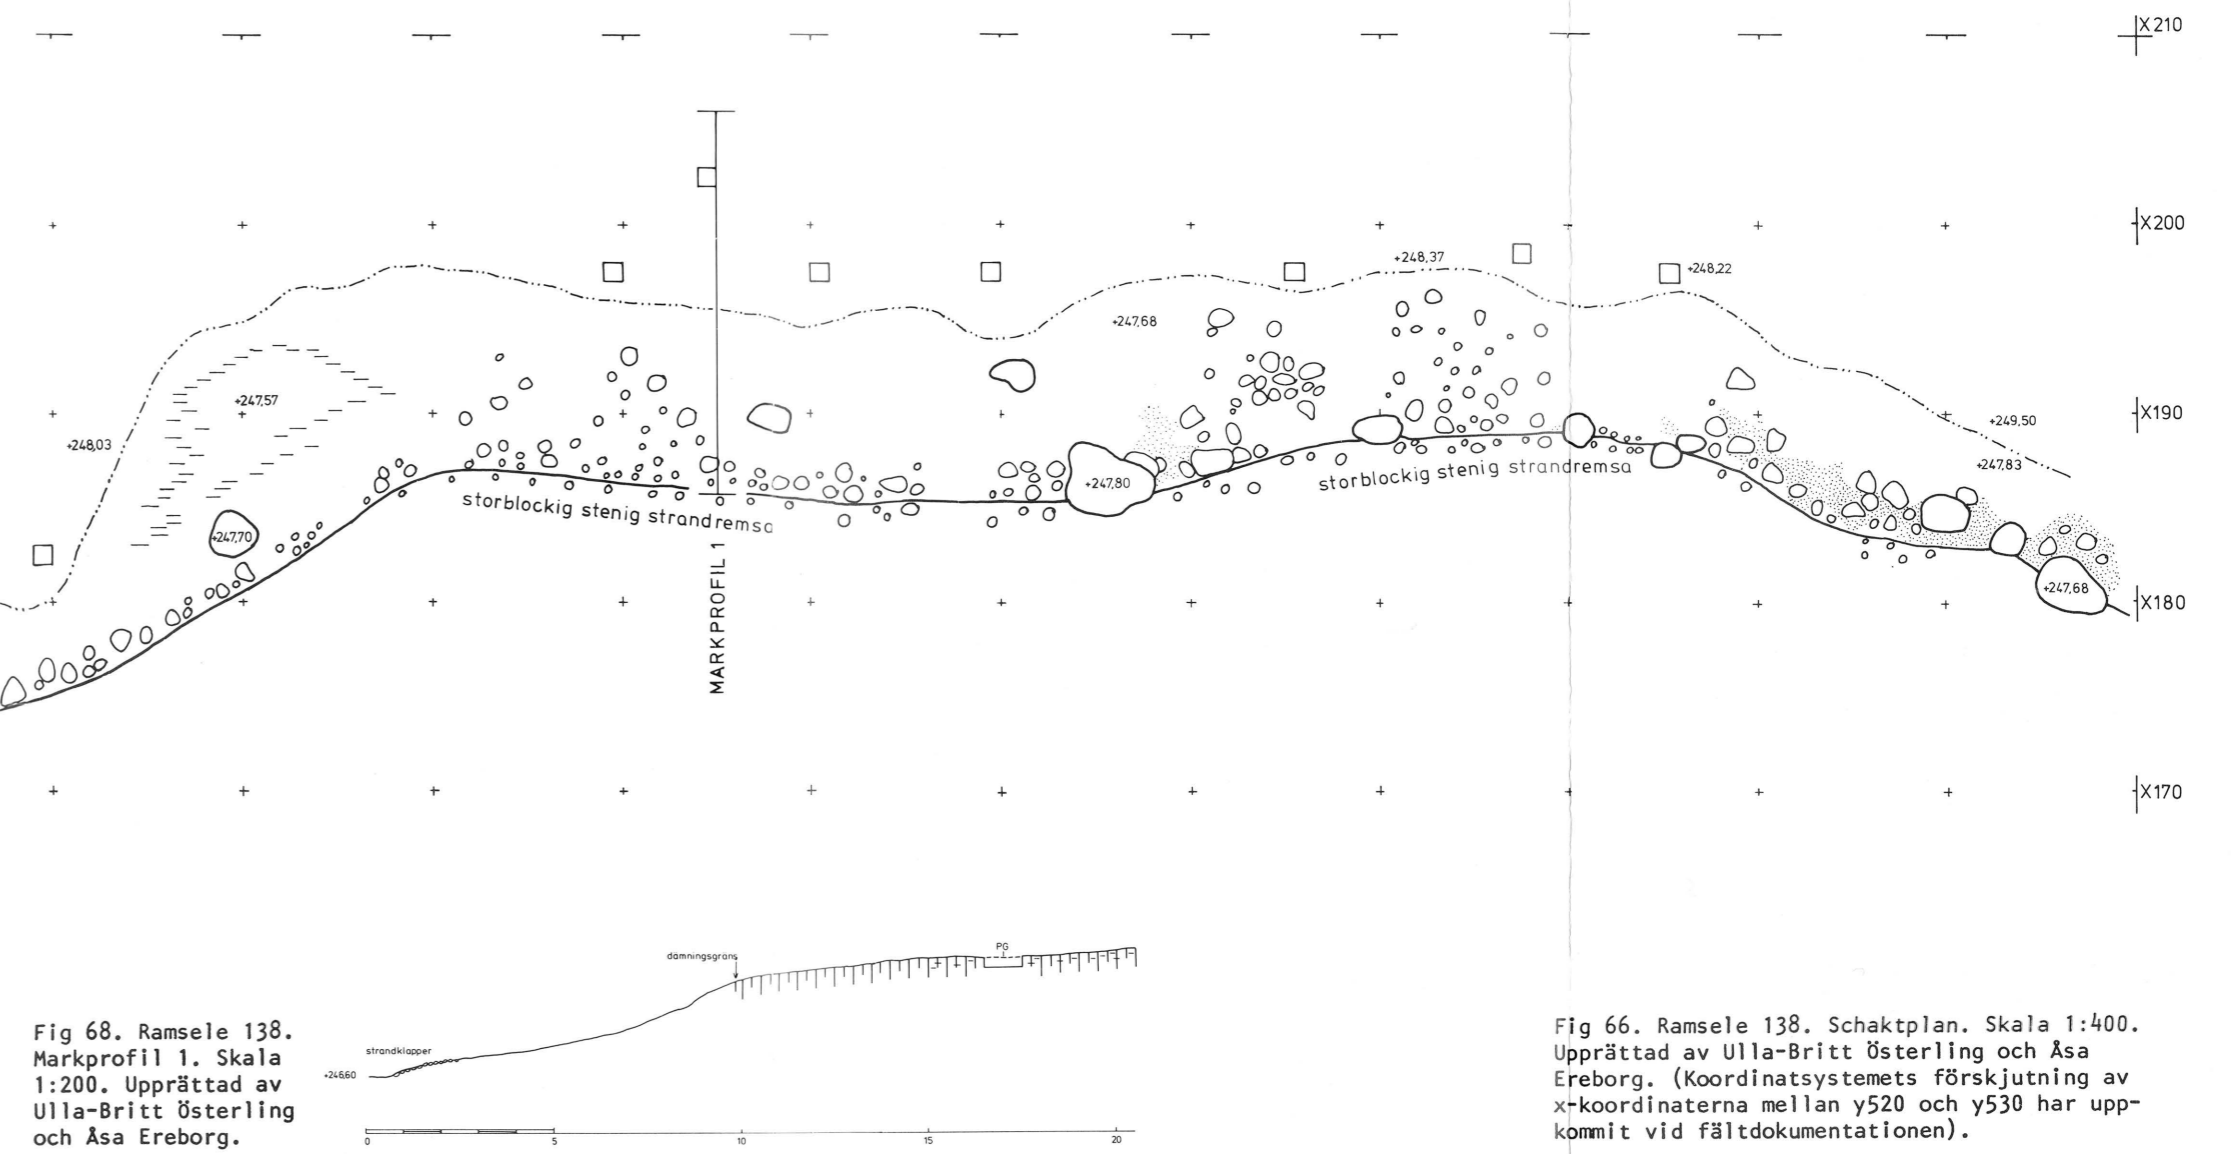 X210
X200
+248,37
+248,22
+247,68
+247,57
X190
+249,50
+248,03
+247,83
storblockig stenig strandremsa
+247,80
storblockig stenig strandremsa
+247,70
+247,68
X180
MARKPROFIL 1
X170
PG
dämningsgräns
strandklapper
+246,60
0 5 10 15 20
Fig 68. Ramsele 138.
Markprofil 1. Skala
1:200. Upprättad av
Ulla-Britt Österling
och Åsa Ereborg.
Fig 66. Ramsele 138. Schaktplan. Skala 1:400.
Upprättad av Ulla-Britt Österling och Åsa
Ereborg. (Koordinatsystemets förskjutning av
x-koordinaterna mellan y520 och y530 har upp-
kommit vid fältdokumentationen).